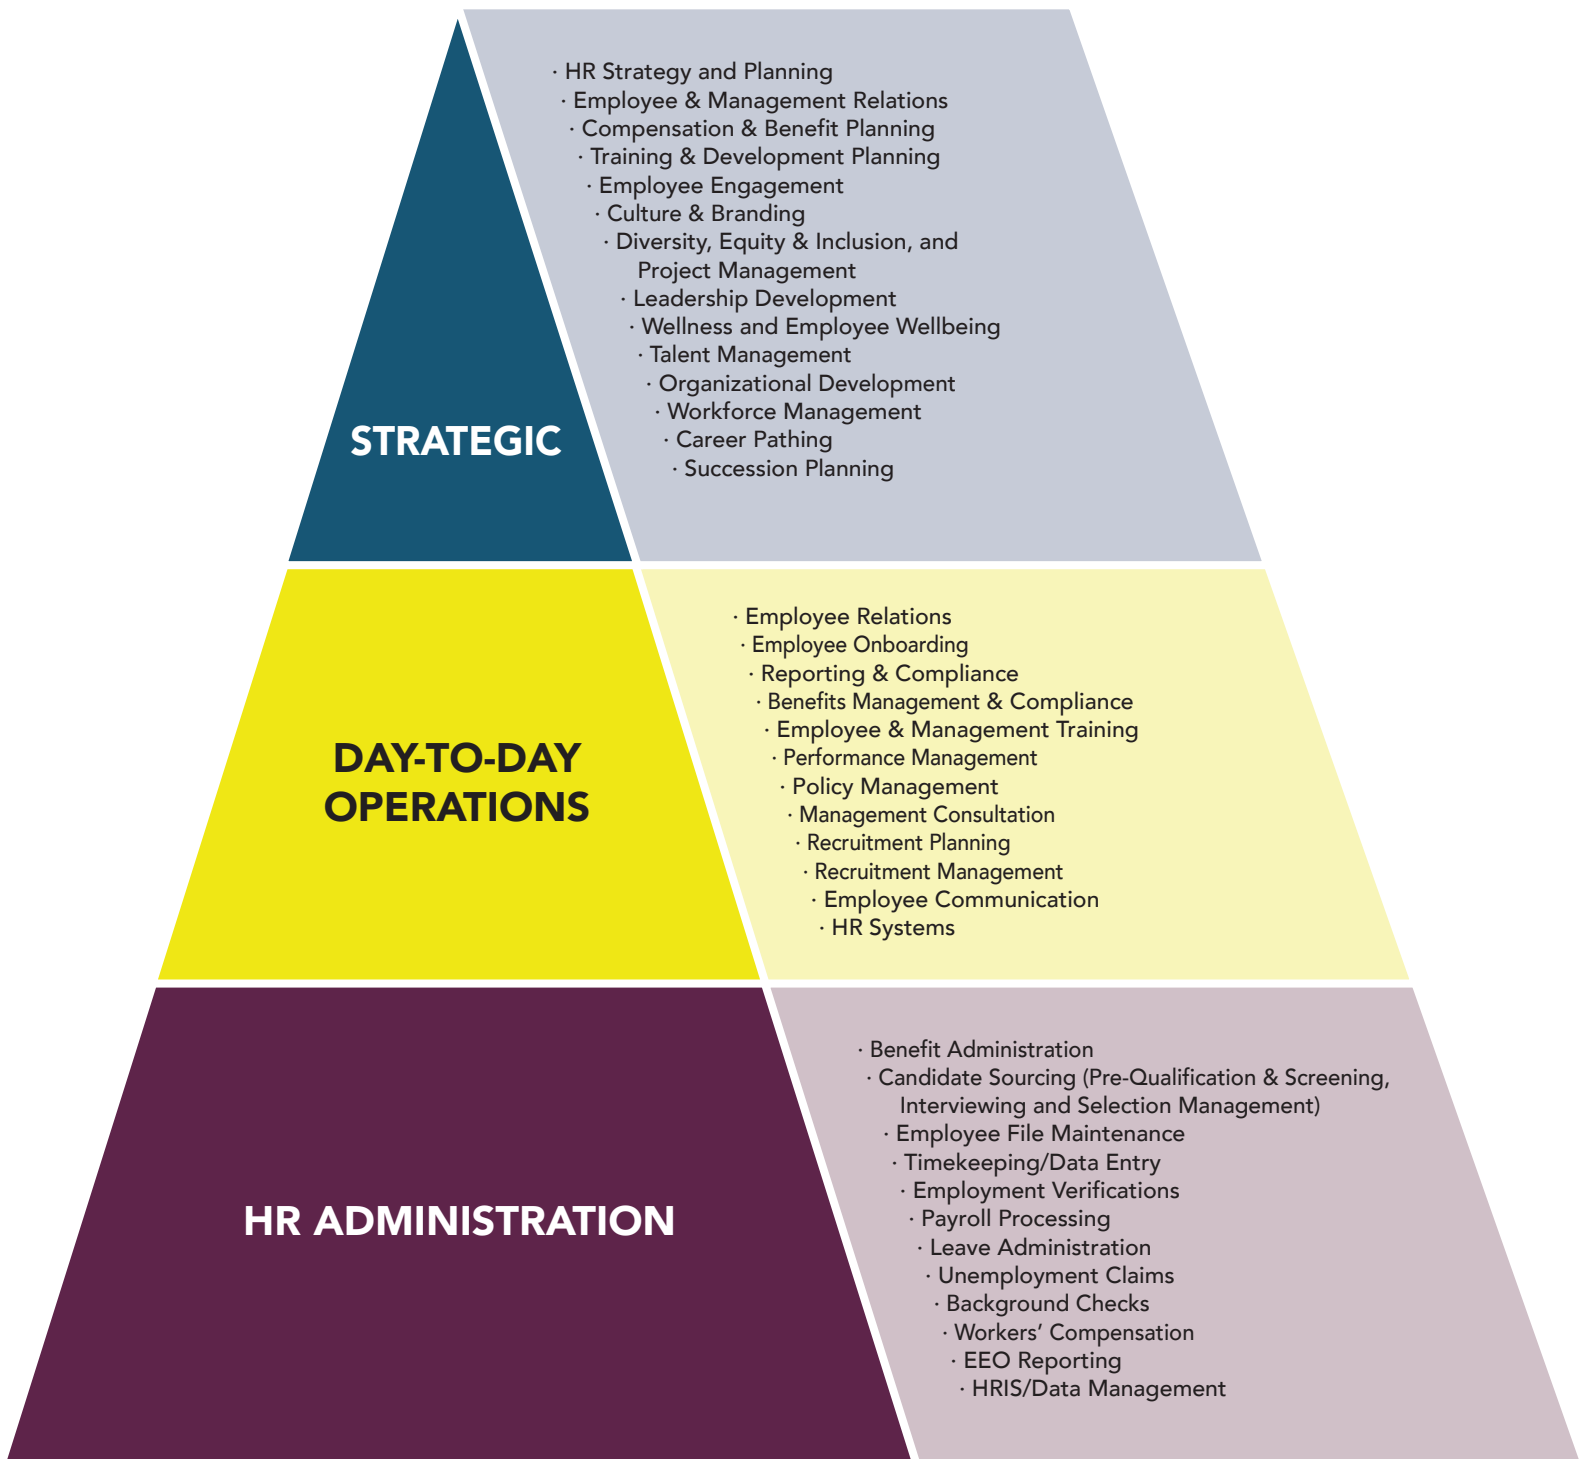 · HR Strategy and Planning
· Employee & Management Relations
· Compensation & Benefit Planning
· Training & Development Planning
· Employee Engagement
· Culture & Branding
· Diversity, Equity & Inclusion, and
Project Management
· Leadership Development
· Wellness and Employee Wellbeing
· Talent Management
· Organizational Development
· Workforce Management
· Career Pathing
· Succession Planning
STRATEGIC
· Employee Relations
· Employee Onboarding
· Reporting & Compliance
· Benefits Management & Compliance
· Employee & Management Training
· Performance Management
· Policy Management
· Management Consultation
· Recruitment Planning
· Recruitment Management
· Employee Communication
· HR Systems
DAY-TO-DAY
OPERATIONS
· Benefit Administration
· Candidate Sourcing (Pre-Qualification & Screening,
Interviewing and Selection Management)
· Employee File Maintenance
· Timekeeping/Data Entry
· Employment Verifications
· Payroll Processing
· Leave Administration
· Unemployment Claims
· Background Checks
· Workers’ Compensation
· EEO Reporting
· HRIS/Data Management
HR ADMINISTRATION